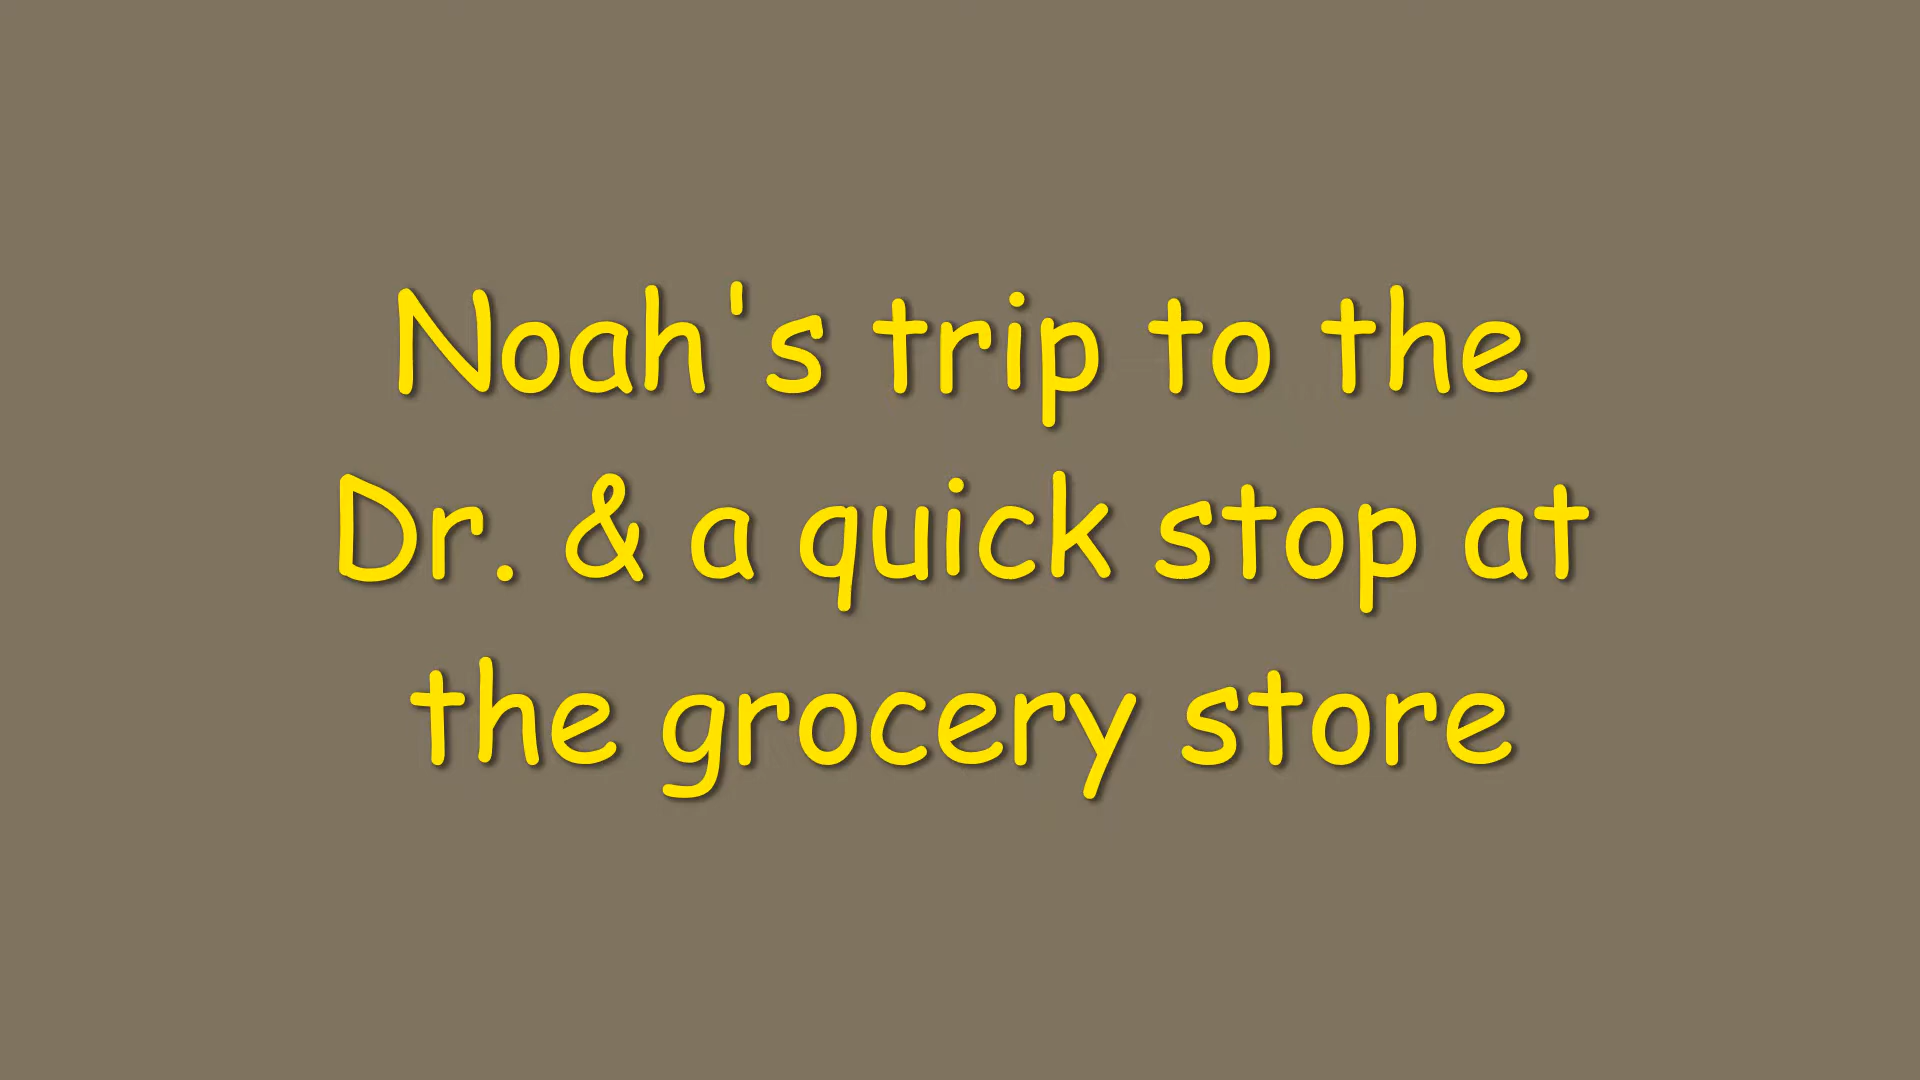 Noah's trip to the
Dr. & a quick stop at
the grocery store